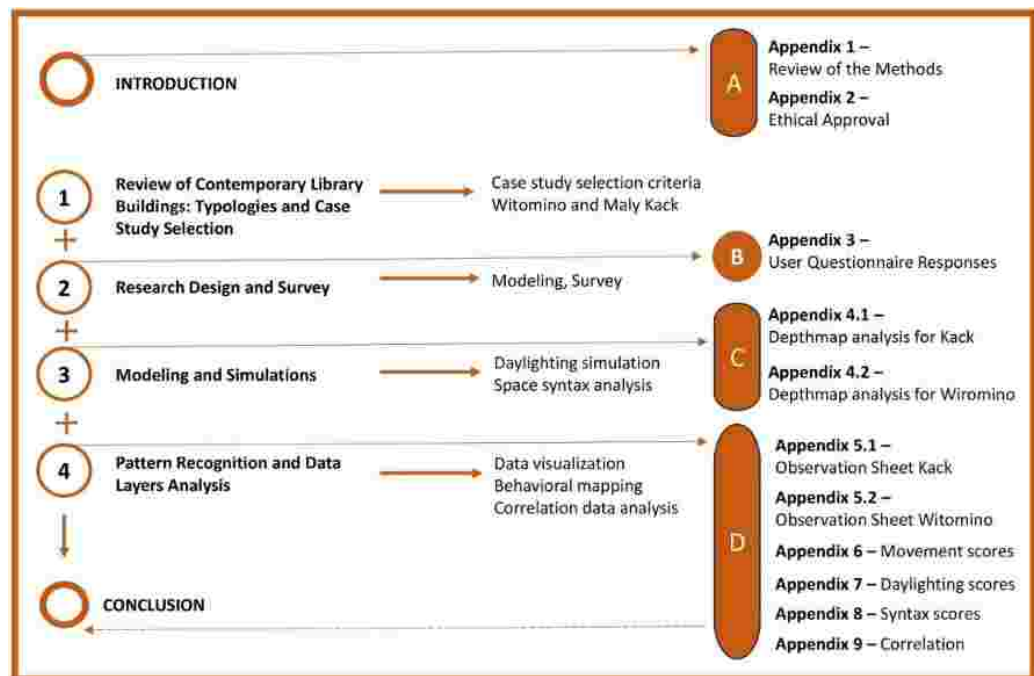 INTRODUCTION
A
Appendix 1 –
Review of the Methods
Appendix 2 –
Ethical Approval
1
Review of Contemporary Library
Buildings: Typologies and Case
Study Selection
Case study selection criteria
Witomino and Maly Kack
+
B
Appendix 3 –
User Questionnaire Responses
2
Research Design and Survey
Modeling, Survey
+
C
Appendix 4.1 –
Depthmap analysis for Kack
Appendix 4.2 –
Depthmap analysis for Wiromino
3
Modeling and Simulations
Daylighting simulation
Space syntax analysis
+
4
Pattern Recognition and Data
Layers Analysis
Data visualization
Behavioral mapping
Correlation data analysis
D
Appendix 5.1 –
Observation Sheet Kack
Appendix 5.2 –
Observation Sheet Witomino
Appendix 6 – Movement scores
Appendix 7 – Daylighting scores
Appendix 8 – Syntax scores
Appendix 9 – Correlation
CONCLUSION